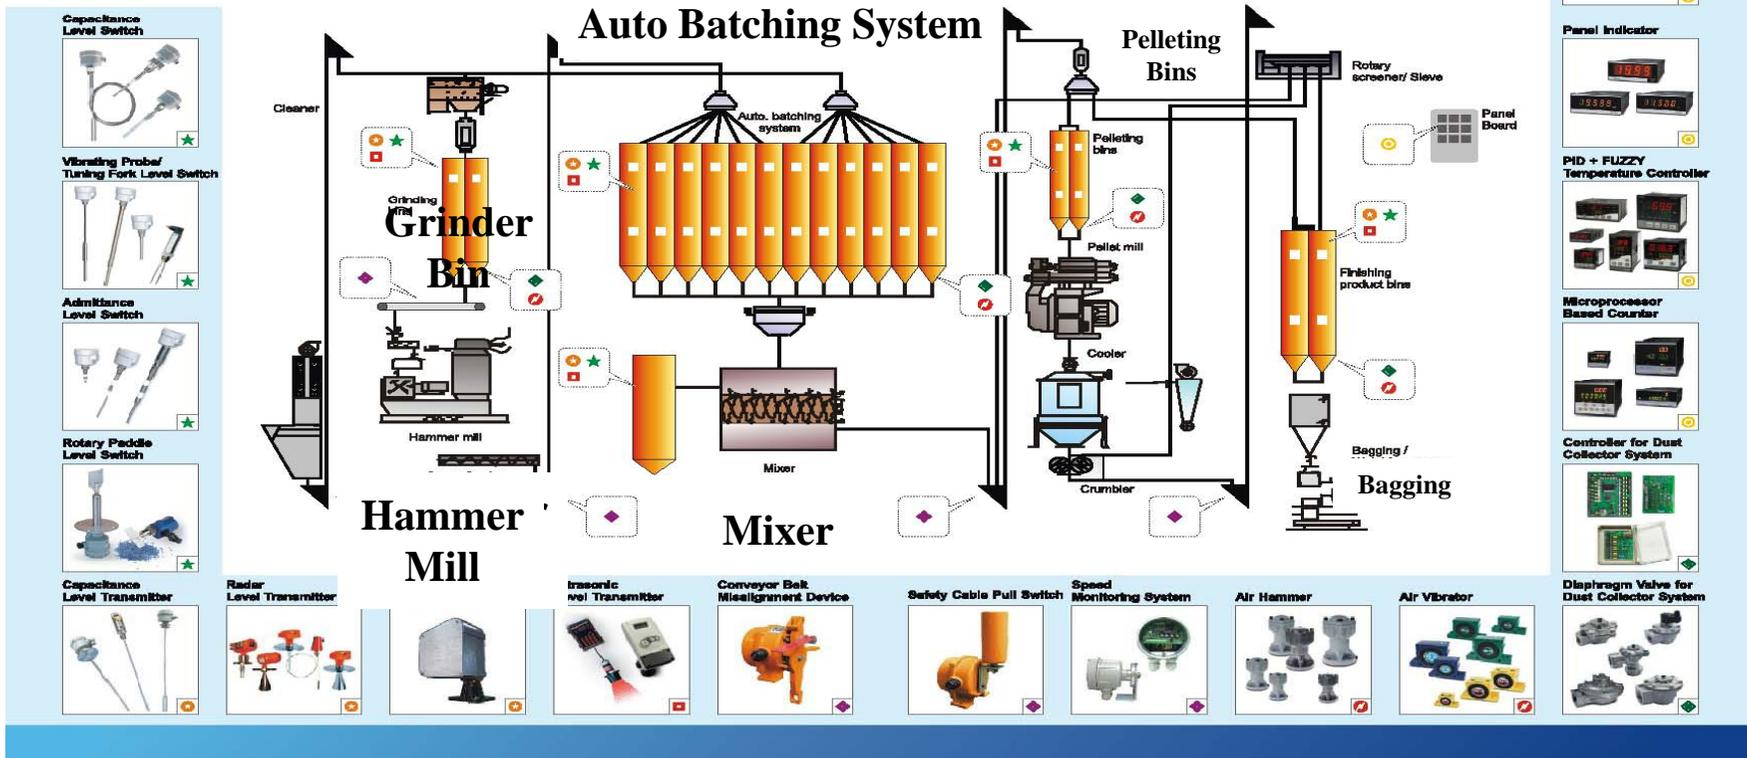 Auto Batching System
Pelleting
Bins
Grinder
Bin
Hammer
Mill
Mixer
Bagging
Capacitance
Level Switch
Vibrating Probe/
Tuning Fork Level Switch
Admittance
Level Switch
Rotary Paddle
Level Switch
Capacitance
Level Transmitter
Radar
Level Transmitter
Level Transmitter
Conveyor Belt
Misalignment Device
Safety Cable Pull Switch
Speed
Monitoring System
Air Hammer
Air Vibrator
Diaphragm Valve for
Dust Collector System
Panel Indicator
PID + FUZZY
Temperature Controller
Microprocessor
Based Counter
Controller for Dust
Collector System
Cleaner
Grinding
Hammer mill
Auto. batching
system
Mixer
Pelleting
bins
Pellet mill
Cooler
Crumbler
Rotary
screener/ Sieve
Panel
Board
Finishing
product bins
Bagging /